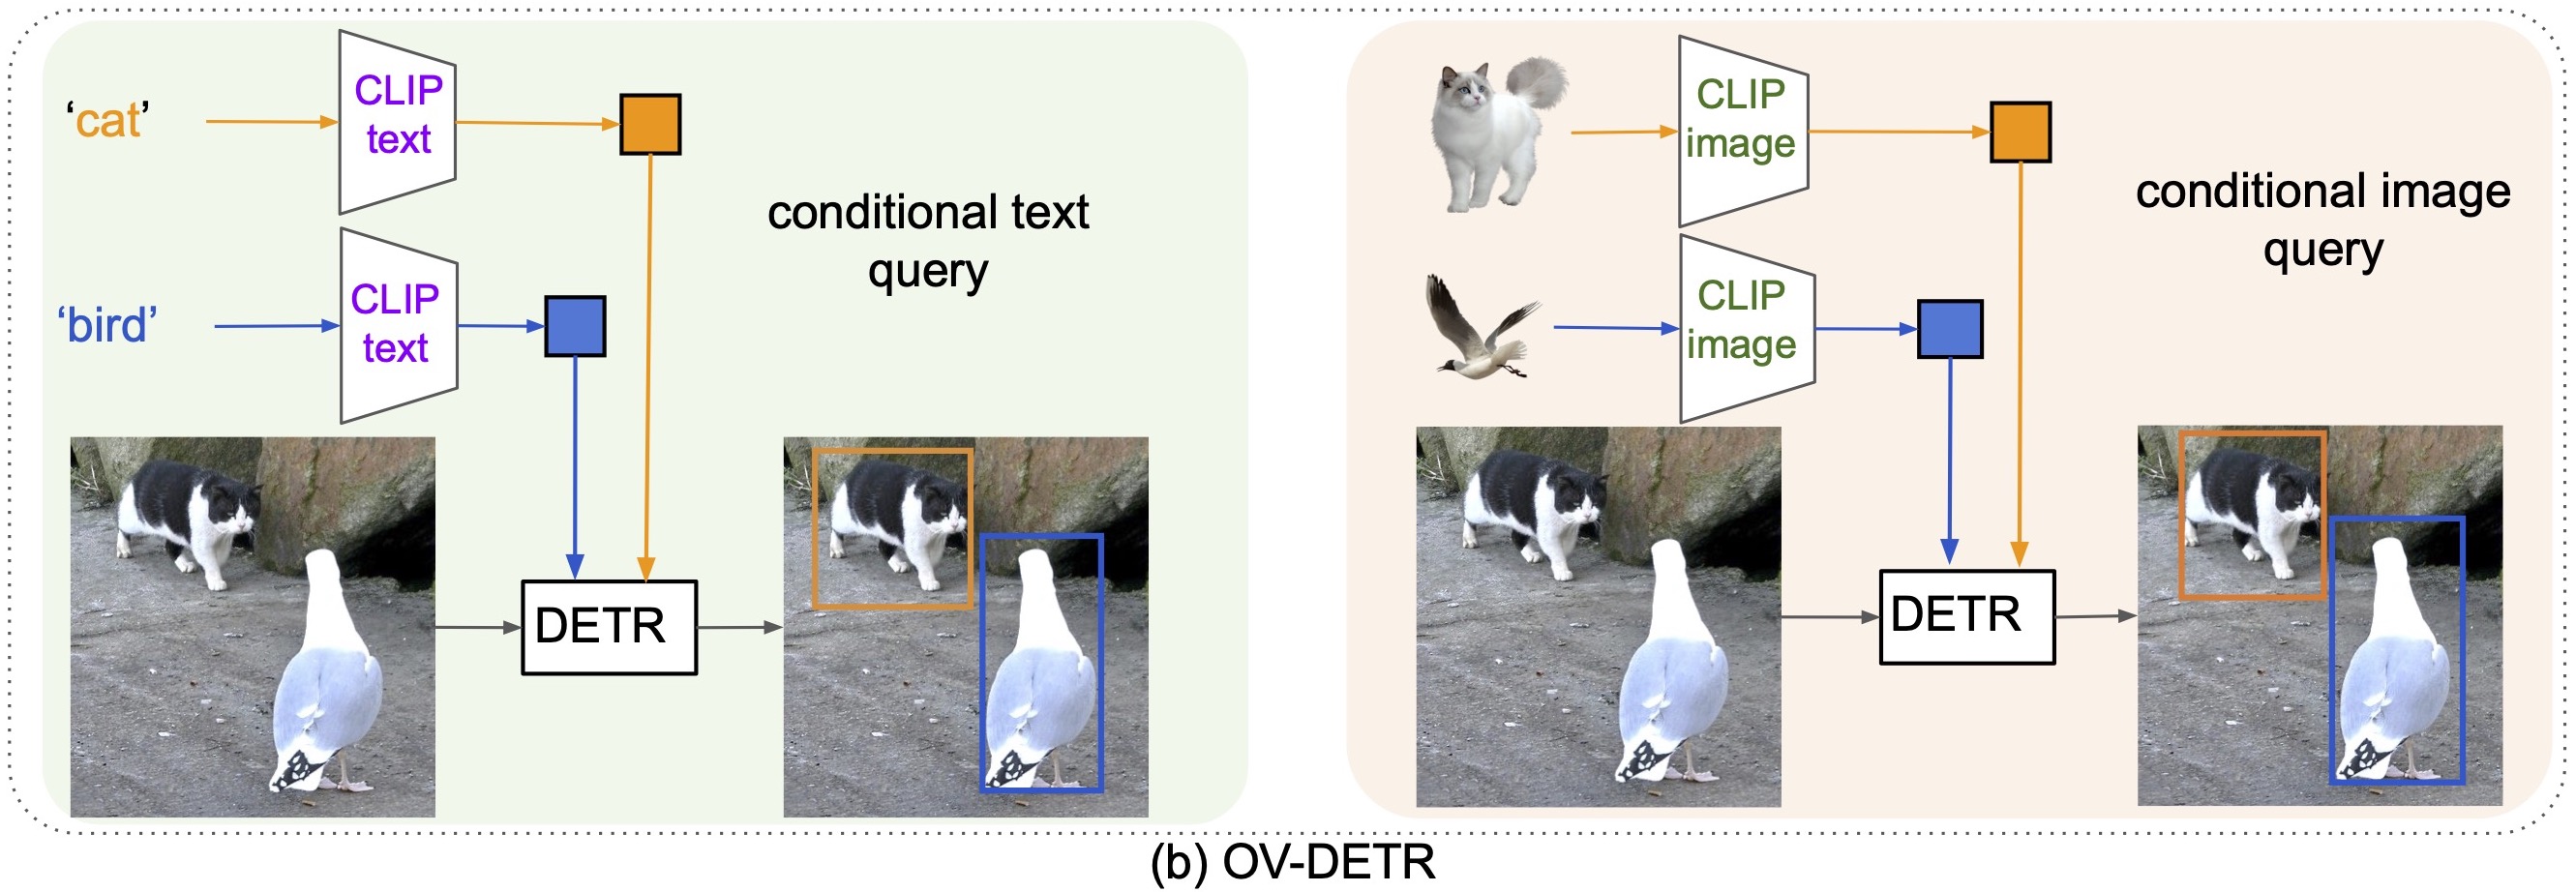 ‘cat’
CLIP
text
‘bird’
CLIP
text
conditional text
query
DETR
CLIP
image
CLIP
image
conditional image
query
DETR
(b) OV-DETR